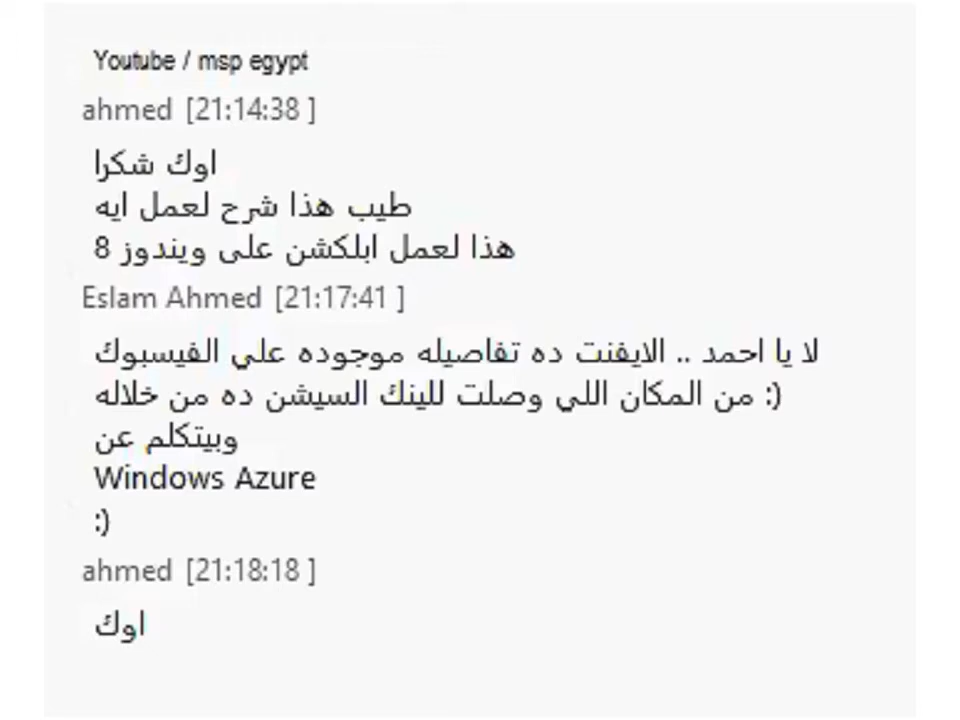 Youtube / msp egypt
ahmed [21:14:38 ]
اوك شكرا
طيب هذا شرح لعمل ايه
هذا لعمل ابلكشن على ويندوز 8
Eslam Ahmed [21:17:41 ]
لا يا احمد .. الايفنت ده تفاصيله موجوده علي الفيسبوك
من المكان اللي وصلت للينك السيشن ده من خلاله :)
وبيتكلم عن
Windows Azure
:)
ahmed [21:18:18 ]
اوك